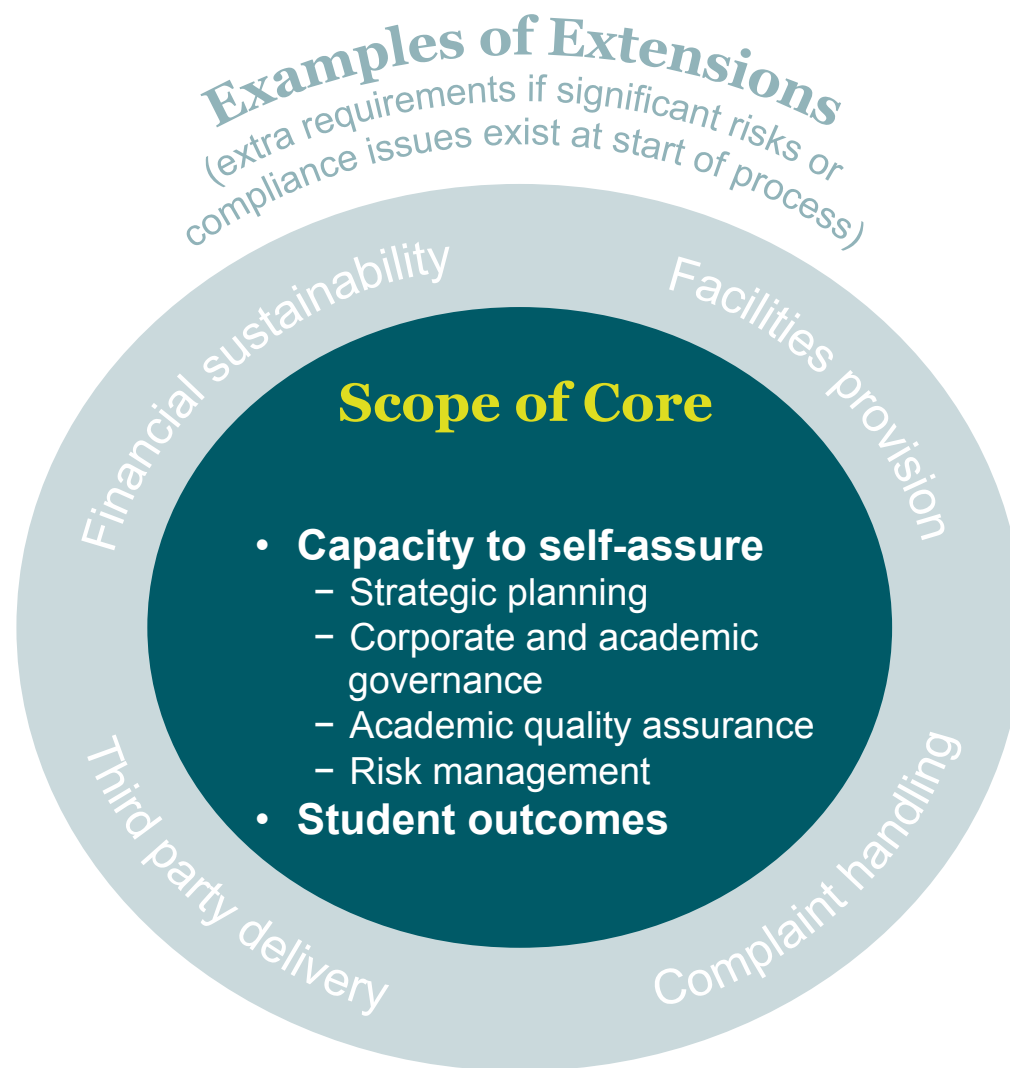 Examples of Extensions
(extra requirements if significant risks or
compliance issues exist at start of process)
Financial sustainability
Facilities provision
Scope of Core
• Capacity to self-assure
− Strategic planning
− Corporate and academic
governance
− Academic quality assurance
− Risk management
• Student outcomes
Third party delivery
Complaint handling